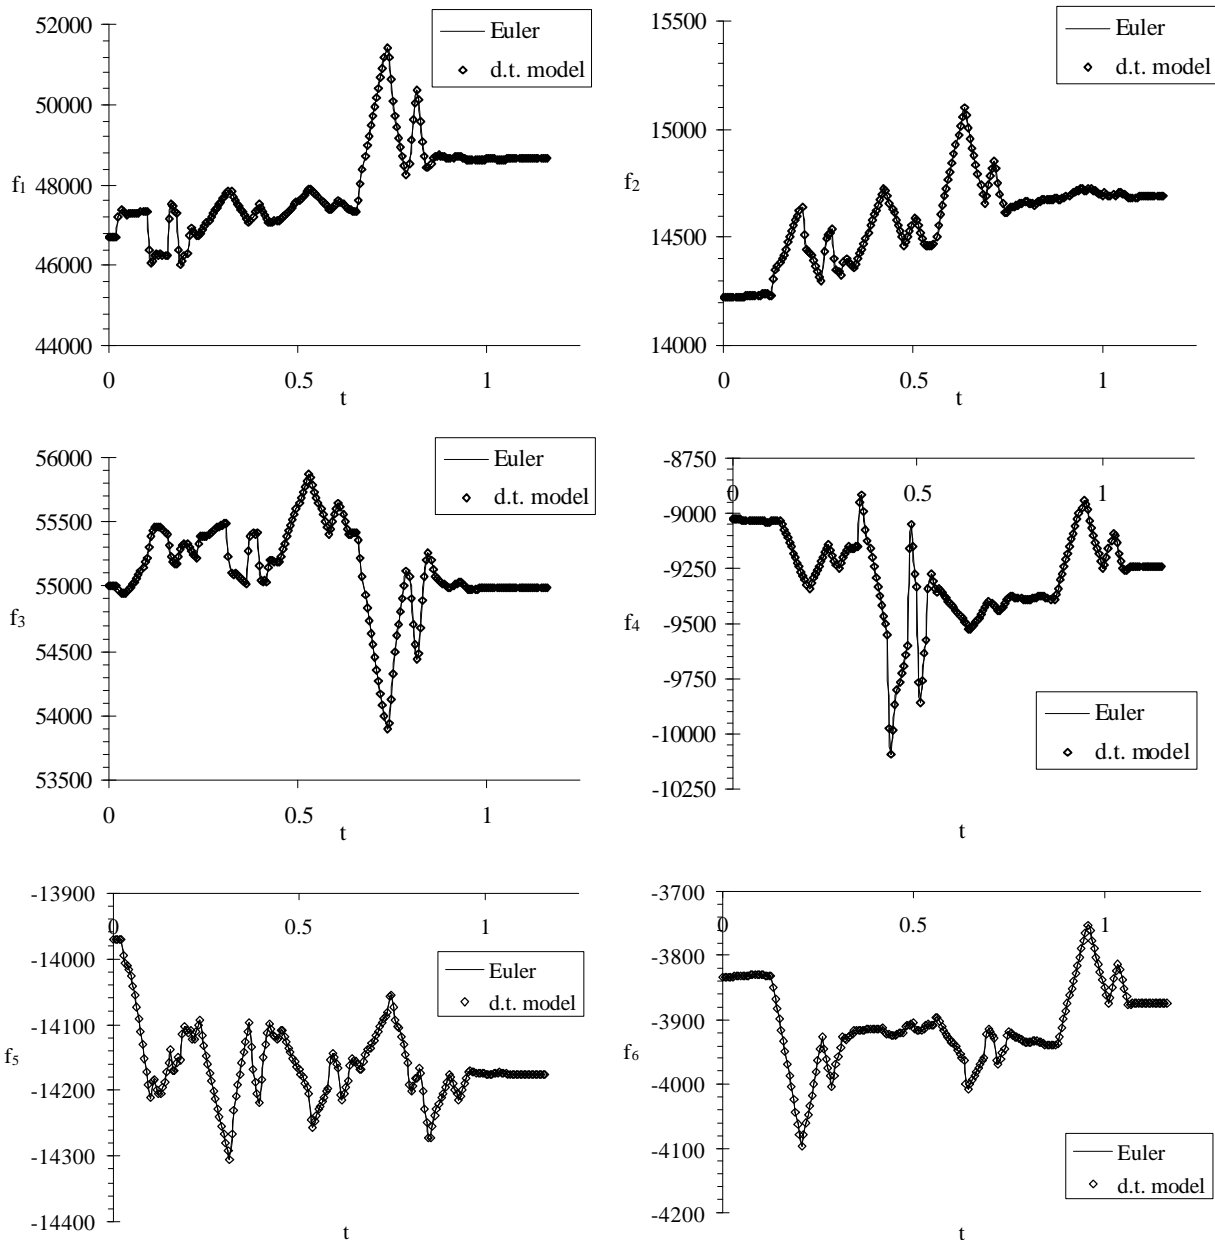 52000
50000
48000
46000
44000
f1
0
0.5
1
t
Euler
d.t. model
15500
15000
14500
14000
f2
0
0.5
1
t
Euler
d.t. model
56000
55500
55000
54500
54000
53500
f3
0
0.5
1
t
Euler
d.t. model
-8750
-9000
-9250
-9500
-9750
-10000
-10250
f4
0
0.5
1
t
Euler
d.t. model
-13900
-14000
-14100
-14200
-14300
-14400
f5
0
0.5
1
t
Euler
d.t. model
-3700
-3800
-3900
-4000
-4100
-4200
f6
0
0.5
1
t
Euler
d.t. model